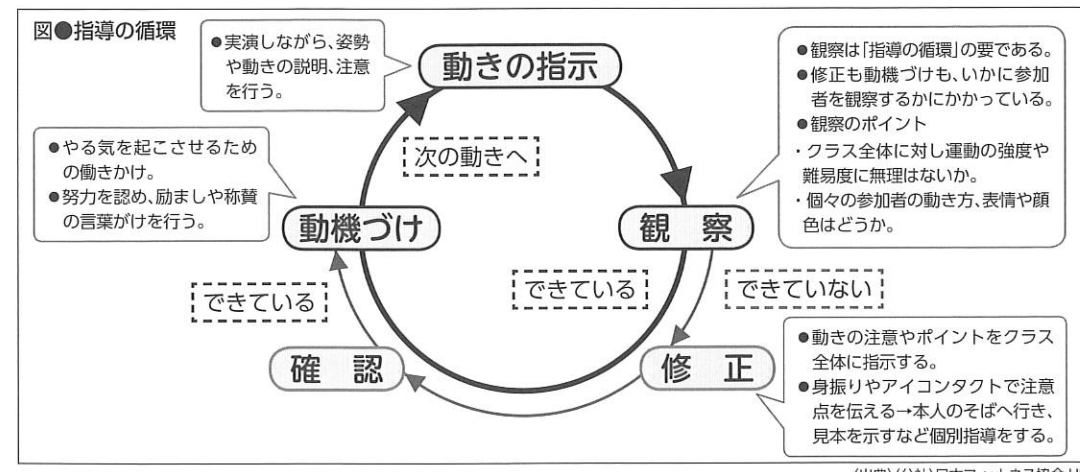 図●指導の循環
●実演しながら、姿勢
や動きの説明、注意
を行う。
動きの指示
●観察は「指導の循環」の要である。
●修正も動機づけも、いかに参加
者を観察するかにかかっている。
●観察のポイント
・クラス全体に対し運動の強度や
難易度に無理はないか。
・個々の参加者の動き方、表情や顔
色はどうか。
●やる気を起こさせるため
の働きかけ。
●努力を認め、励ましや称賛
の言葉がけを行う。
次の動きへ
動機づけ
観 察
できている
できている
できていない
確 認
修 正
●動きの注意やポイントをクラス
全体に指示する。
●身振りやアイコンタクトで注意
点を伝える→本人のそばへ行き、
見本を示すなど個別指導をする。